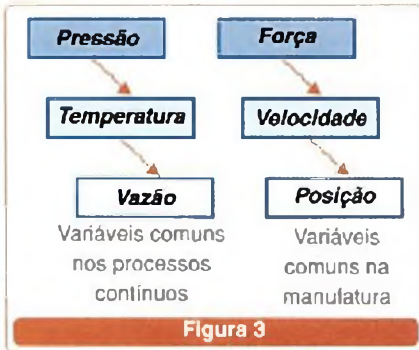 Pressão
Força
Temperatura
Velocidade
Vazão
Posição
Variáveis comuns
nos processos
contínuos
Variáveis
comuns na
manufatura
Figura 3